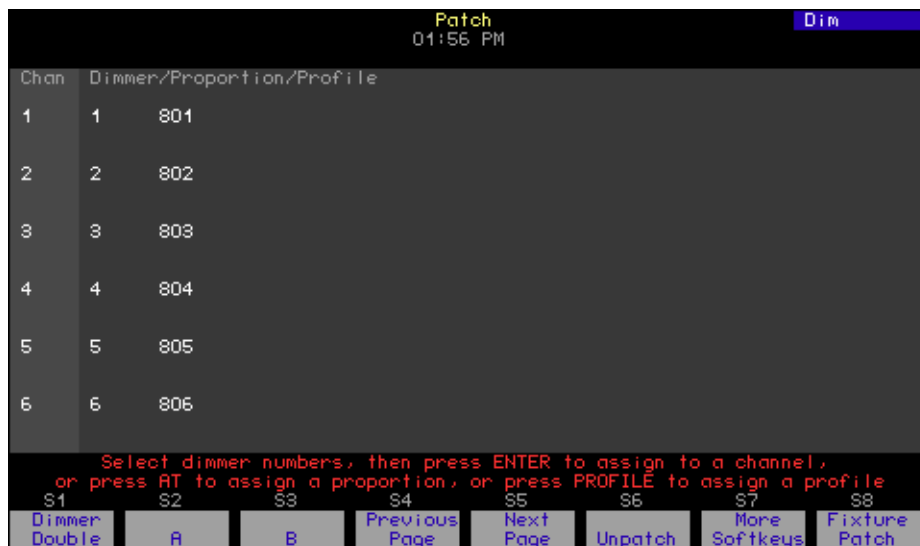 Patch
Dim
01:56 PM
Chan Dimmer/Proportion/Profile
1 1 801
2 2 802
3 3 803
4 4 804
5 5 805
6 6 806
Select dimmer numbers, then press ENTER to assign to a channel,
or press AT to assign a proportion, or press PROFILE to assign a profile
S1 S2 S3 S4 S5 S6 S7 S8
Dimmer Double
A
B
Previous Page
Next Page
Unpatch
More Softkeys
Fixture Patch